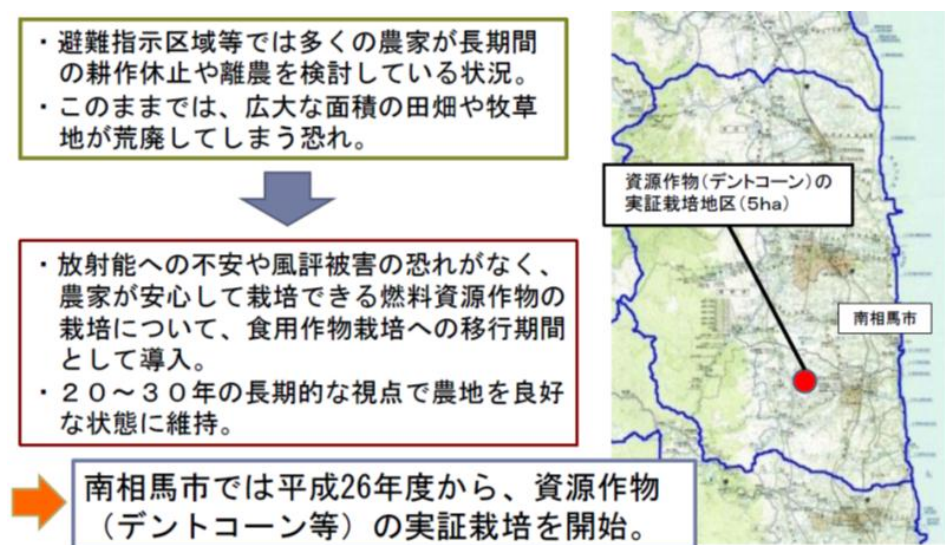 ・避難指示区域等では多くの農家が長期間
の耕作休止や離農を検討している状況。
・このままでは、広大な面積の田畑や牧草
地が荒廃してしまう恐れ。
・放射能への不安や風評被害の恐れがなく、
農家が安心して栽培できる燃料資源作物の
栽培について、食用作物栽培への移行期間
として導入。
・２０～３０年の長期的な視点で農地を良好
な状態に維持。
南相馬市では平成26年度から、資源作物
（デントコーン等）の実証栽培を開始。
資源作物（デントコーン）の
実証栽培地区（５ha）
南相馬市